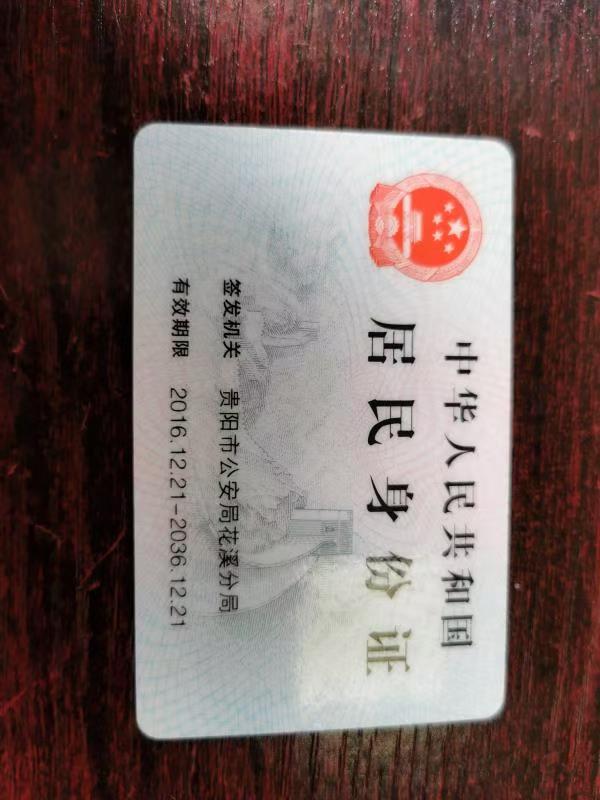 中华人民共和国
居民身份证
签发机关 贵阳市公安局花溪分局
有效期限 2016.12.21-2036.12.21